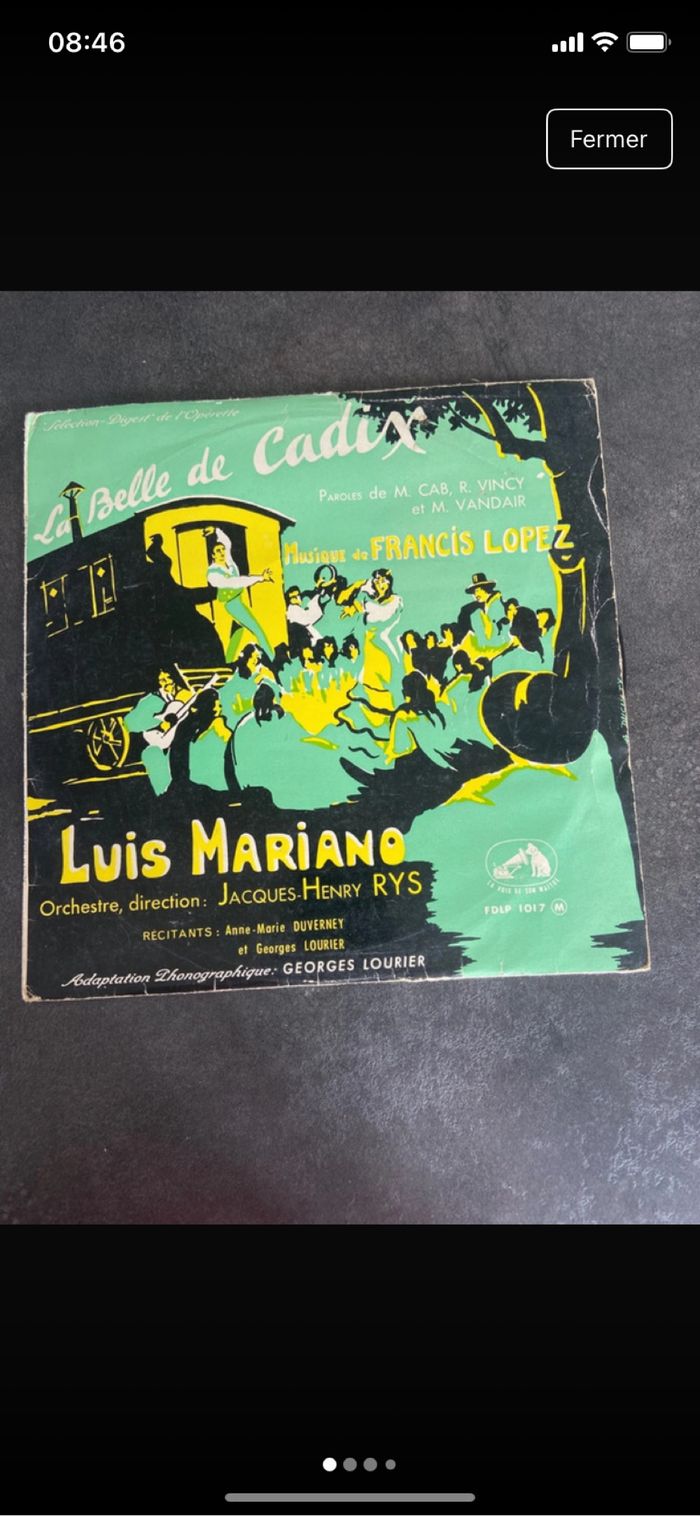 08:46
Fermer
Sélection-Digest de l'Opérette
La Belle de Cadix
PAROLES de M. CAB, R. VINCY
et M. VANDAIR
Musique de FRANCIS LOPEZ
LUIS MARIANO
Orchestre, direction: JACQUES-HENRY RYS
RÉCITANTS : Anne-Marie DUVERNEY
et Georges LOURIER
Adaptation Phonographique: GEORGES LOURIER
LA VOIX DE SON MAITRE
FDLP 1017 M